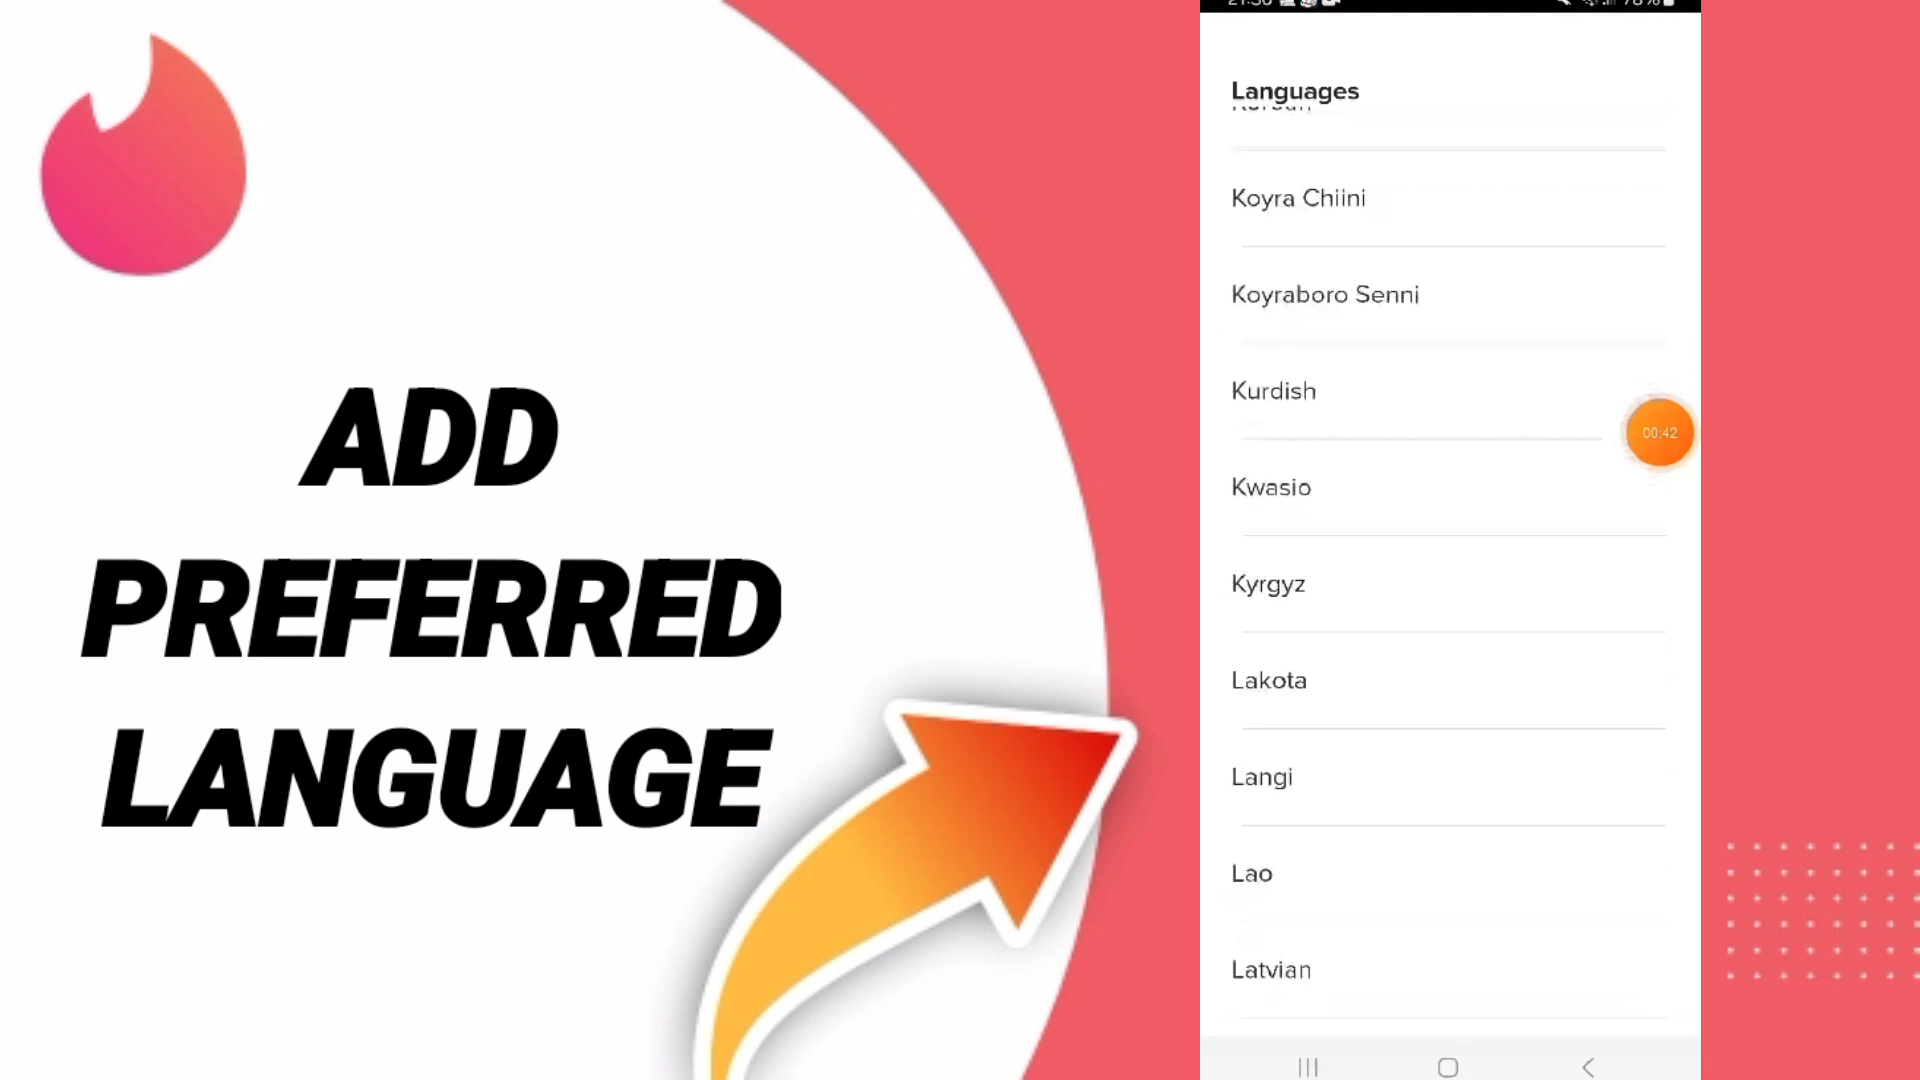 ADD
PREFERRED
LANGUAGE
Languages
Koyra Chiini
Koyraboro Senni
Kurdish
00:42
Kwasio
Kyrgyz
Lakota
Langi
Lao
Latvian